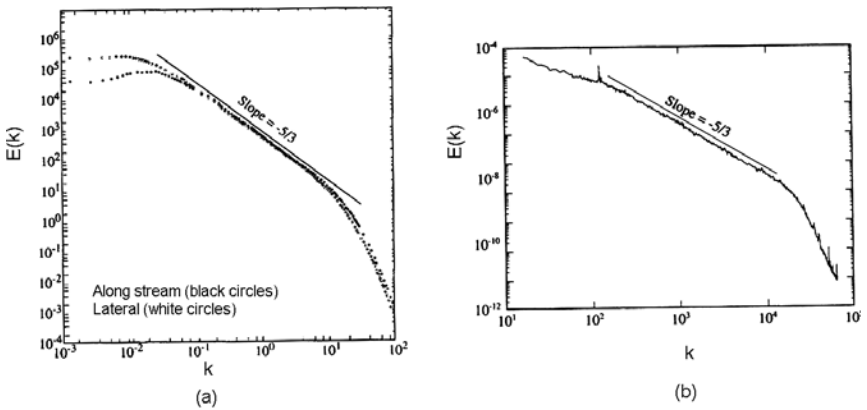 10^6
10^5
10^4
10^3
10^2
10^1
10^0
10^-1
10^-2
10^-3
10^-4
E(k)
Slope = -5/3
Along stream (black circles)
Lateral (white circles)
10^-3
10^-2
10^-1
10^0
10^1
10^2
k
(a)
10^-4
10^-6
10^-8
10^-10
10^-12
E(k)
Slope = -5/3
10^1
10^2
10^3
10^4
10^5
k
(b)